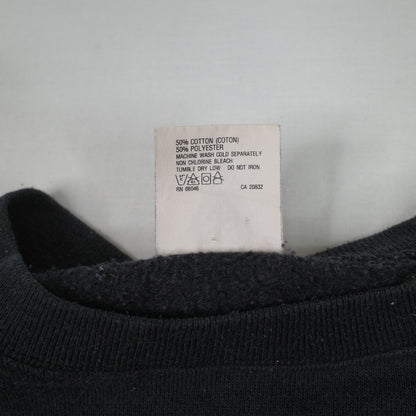 50% COTTON (COTON)
50% POLYESTER
MACHINE WASH COLD SEPARATELY
NON CHLORINE BLEACH
TUMBLE DRY LOW DO NOT IRON
RN 68046 CA 20832